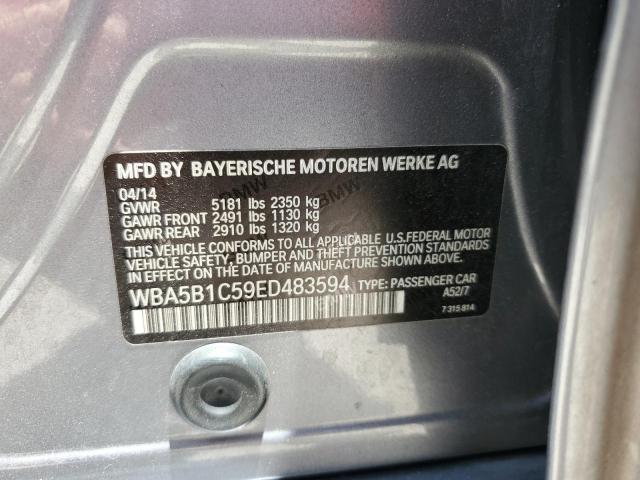 MFD BY BAYERISCHE MOTOREN WERKE AG
04/14
GVWR 5181 lbs 2350 kg
GAWR FRONT 2491 lbs 1130 kg
GAWR REAR 2910 lbs 1320 kg
THIS VEHICLE CONFORMS TO ALL APPLICABLE U.S.FEDERAL MOTOR
VEHICLE SAFETY, BUMPER AND THEFT PREVENTION STANDARDS
IN EFFECT ON THE DATE OF MANUFACTURE SHOWN ABOVE.
WBA5B1C59ED483594 TYPE: PASSENGER CAR
A52/7
7 315 814
BMW
BMW